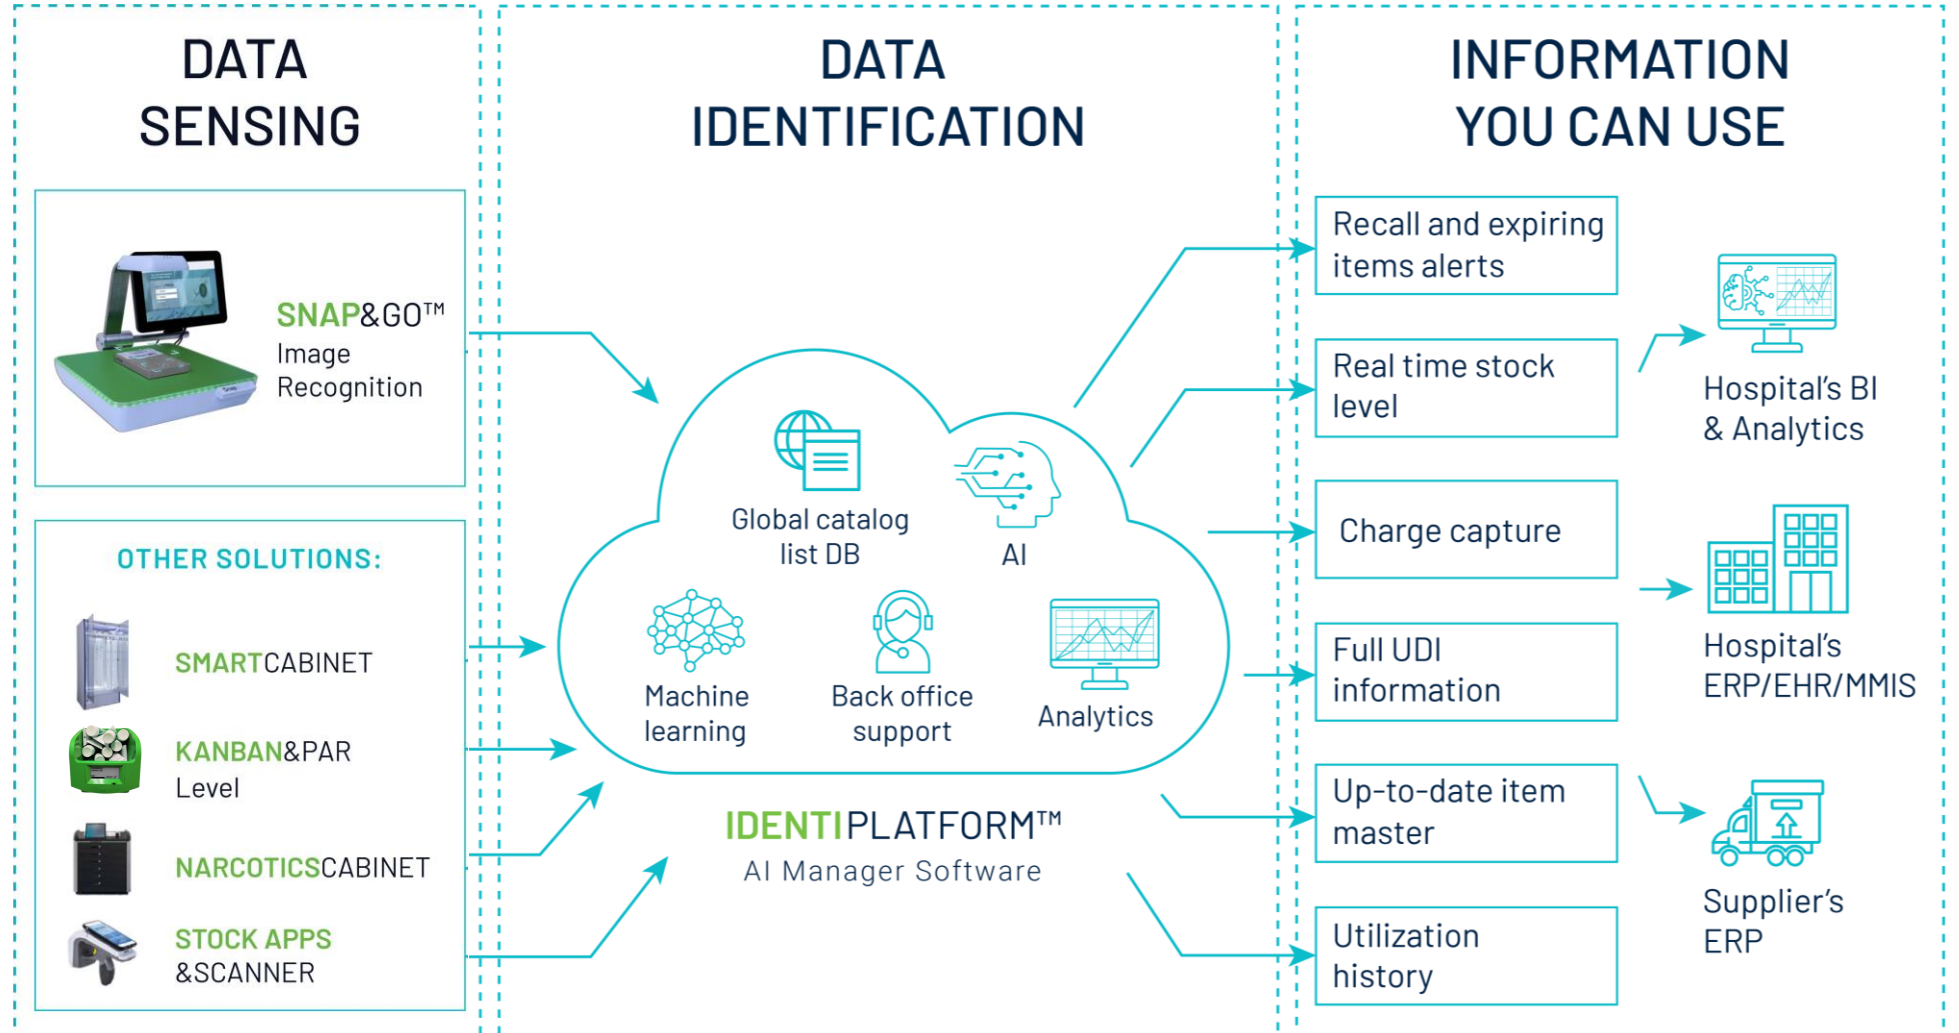 DATA
SENSING
SNAP&GO™
Image
Recognition
OTHER SOLUTIONS:
SMARTCABINET
KANBAN&PAR
Level
NARCOTICSCABINET
STOCK APPS
&SCANNER
DATA
IDENTIFICATION
Global catalog
list DB
AI
Machine
learning
Back office
support
Analytics
IDENTIPLATFORM™
AI Manager Software
INFORMATION
YOU CAN USE
Recall and expiring
items alerts
Real time stock
level
Charge capture
Full UDI
information
Up-to-date item
master
Utilization
history
Hospital's BI
& Analytics
Hospital's
ERP/EHR/MMIS
Supplier's
ERP